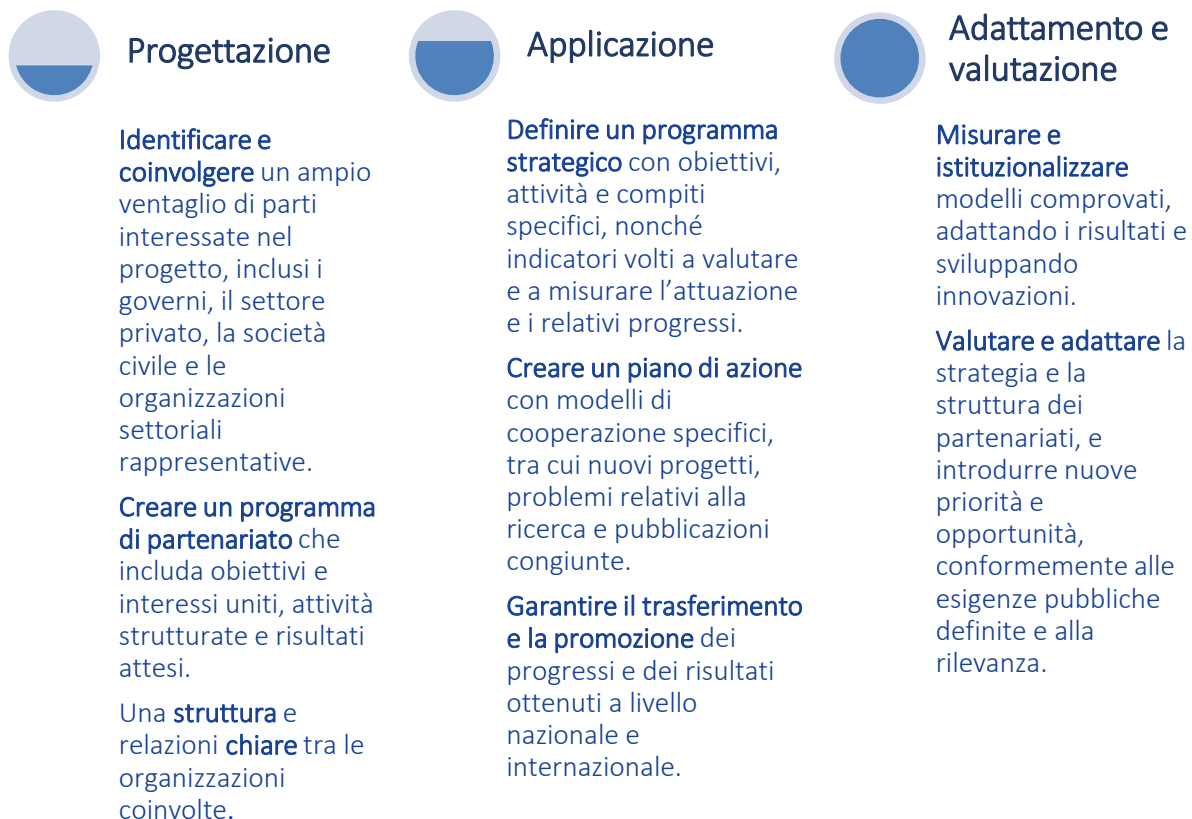 Progettazione
Identificare e
coinvolgere un ampio
ventaglio di parti
interessate nel
progetto, inclusi i
governi, il settore
privato, la società
civile e le
organizzazioni
settoriali
rappresentative.
Creare un programma
di partenariato che
includa obiettivi e
interessi uniti, attività
strutturate e risultati
attesi.
Una struttura e
relazioni chiare tra le
organizzazioni
coinvolte.
Applicazione
Definire un programma
strategico con obiettivi,
attività e compiti
specifici, nonché
indicatori volti a valutare
e a misurare l’attuazione
e i relativi progressi.
Creare un piano di azione
con modelli di
cooperazione specifici,
tra cui nuovi progetti,
problemi relativi alla
ricerca e pubblicazioni
congiunte.
Garantire il trasferimento
e la promozione dei
progressi e dei risultati
ottenuti a livello
nazionale e
internazionale.
Adattamento e
valutazione
Misurare e
istituzionalizzare
modelli comprovati,
adattando i risultati e
sviluppando
innovazioni.
Valutare e adattare la
strategia e la
struttura dei
partenariati, e
introdurre nuove
priorità e
opportunità,
conformemente alle
esigenze pubbliche
definite e alla
rilevanza.